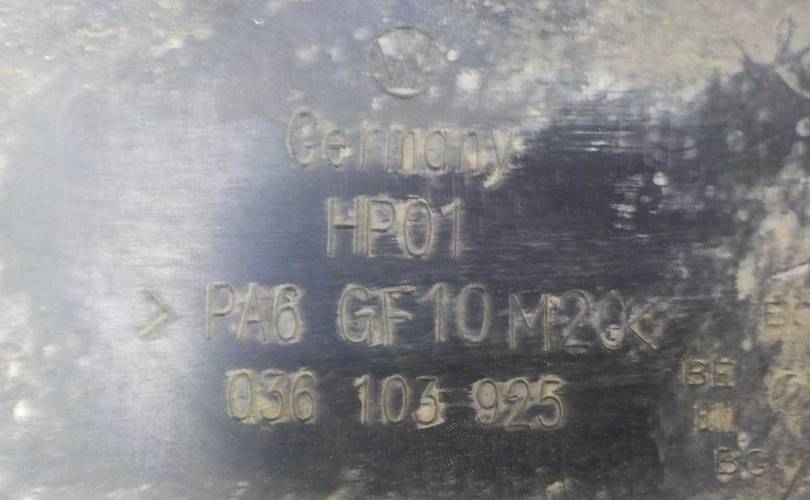 Germany
HP01
>PA6 GF10 M20<
036 103 925
BE
BG